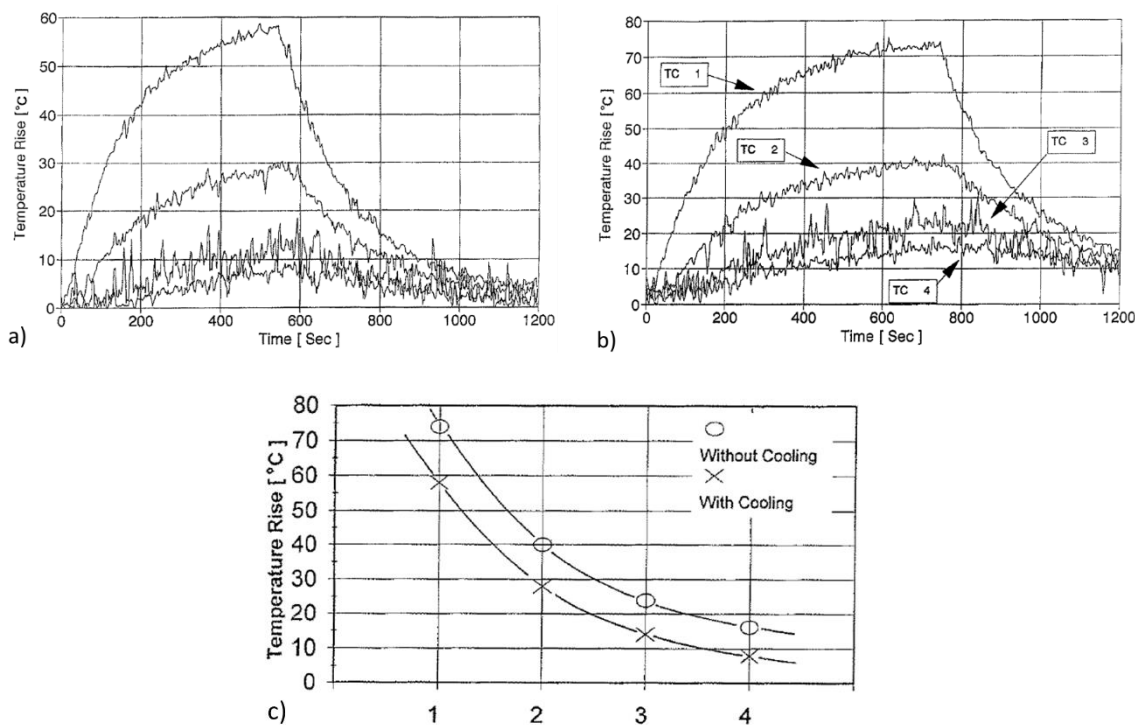 Temperature Rise [°C]
60
50
40
30
20
10
0
0 200 400 600 800 1000 1200
Time [ Sec ]
a)
Temperature Rise [°C]
80
70
60
50
40
30
20
10
0
TC 1
TC 2
TC 3
TC 4
0 200 400 600 800 1000 1200
Time [ Sec ]
b)
Temperature Rise [°C]
80
70
60
50
40
30
20
10
0
Without Cooling
With Cooling
1 2 3 4
c)